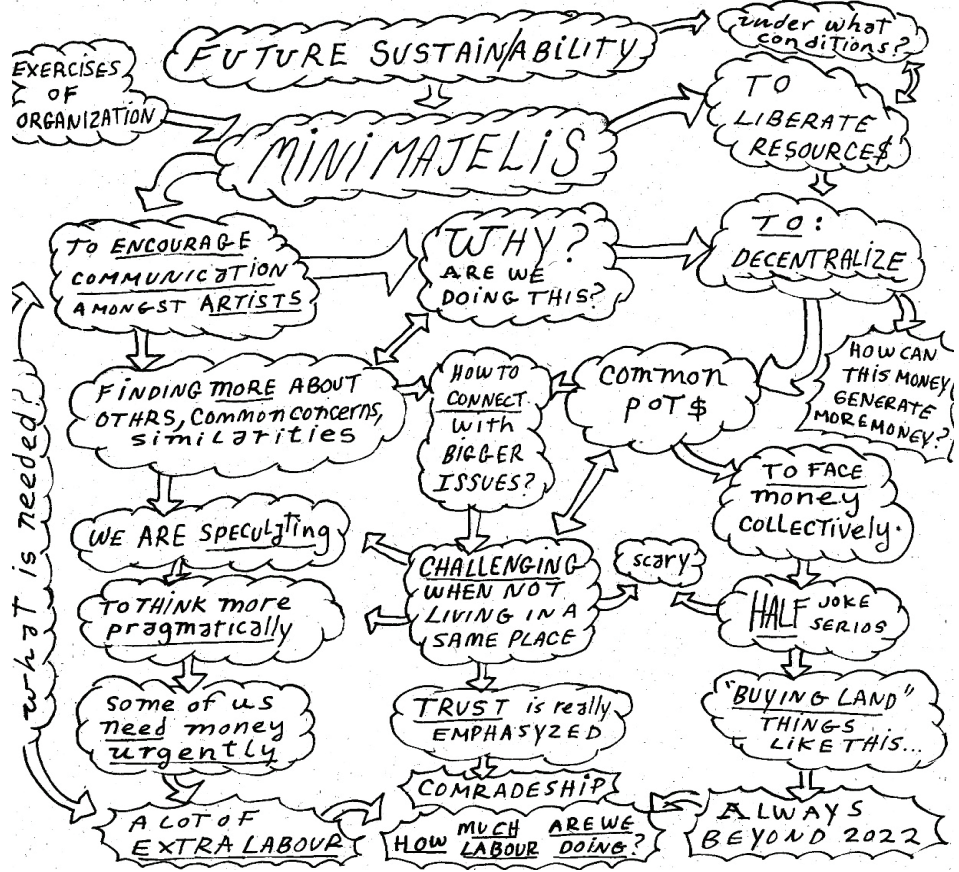 FUTURE SUSTAINABILITY
under what
conditions?
EXERCISES
OF
ORGANIZATION
MINI MAJELIS
TO
LIBERATE
RESOURCE$
TO ENCOURAGE
COMMUNICATION
AMONGST ARTISTS
WHY?
ARE WE
DOING THIS?
TO:
DECENTRALIZE
HOW CAN
THIS MONEY
GENERATE
MORE MONEY?
FINDING MORE ABOUT
OTHRS, Common concerns,
similarities
HOW TO
CONNECT
with
BIGGER
ISSUES?
common
POT $
TO FACE
money
COLLECTIVELY.
what is needed?
WE ARE SPECULATING
CHALLENGING
WHEN NOT
LIVING IN A
SAME PLACE
scary
HALF JOKE
SERIOS
TO THINK more
pragmatically
some of us
need money
urgently
TRUST is really
EMPHASYZED
"BUYING LAND"
THINGS
LIKE THIS...
A LOT OF
EXTRA LABOUR
COMRADESHIP
HOW MUCH LABOUR ARE WE DOING?
ALWAYS
BEYOND 2022